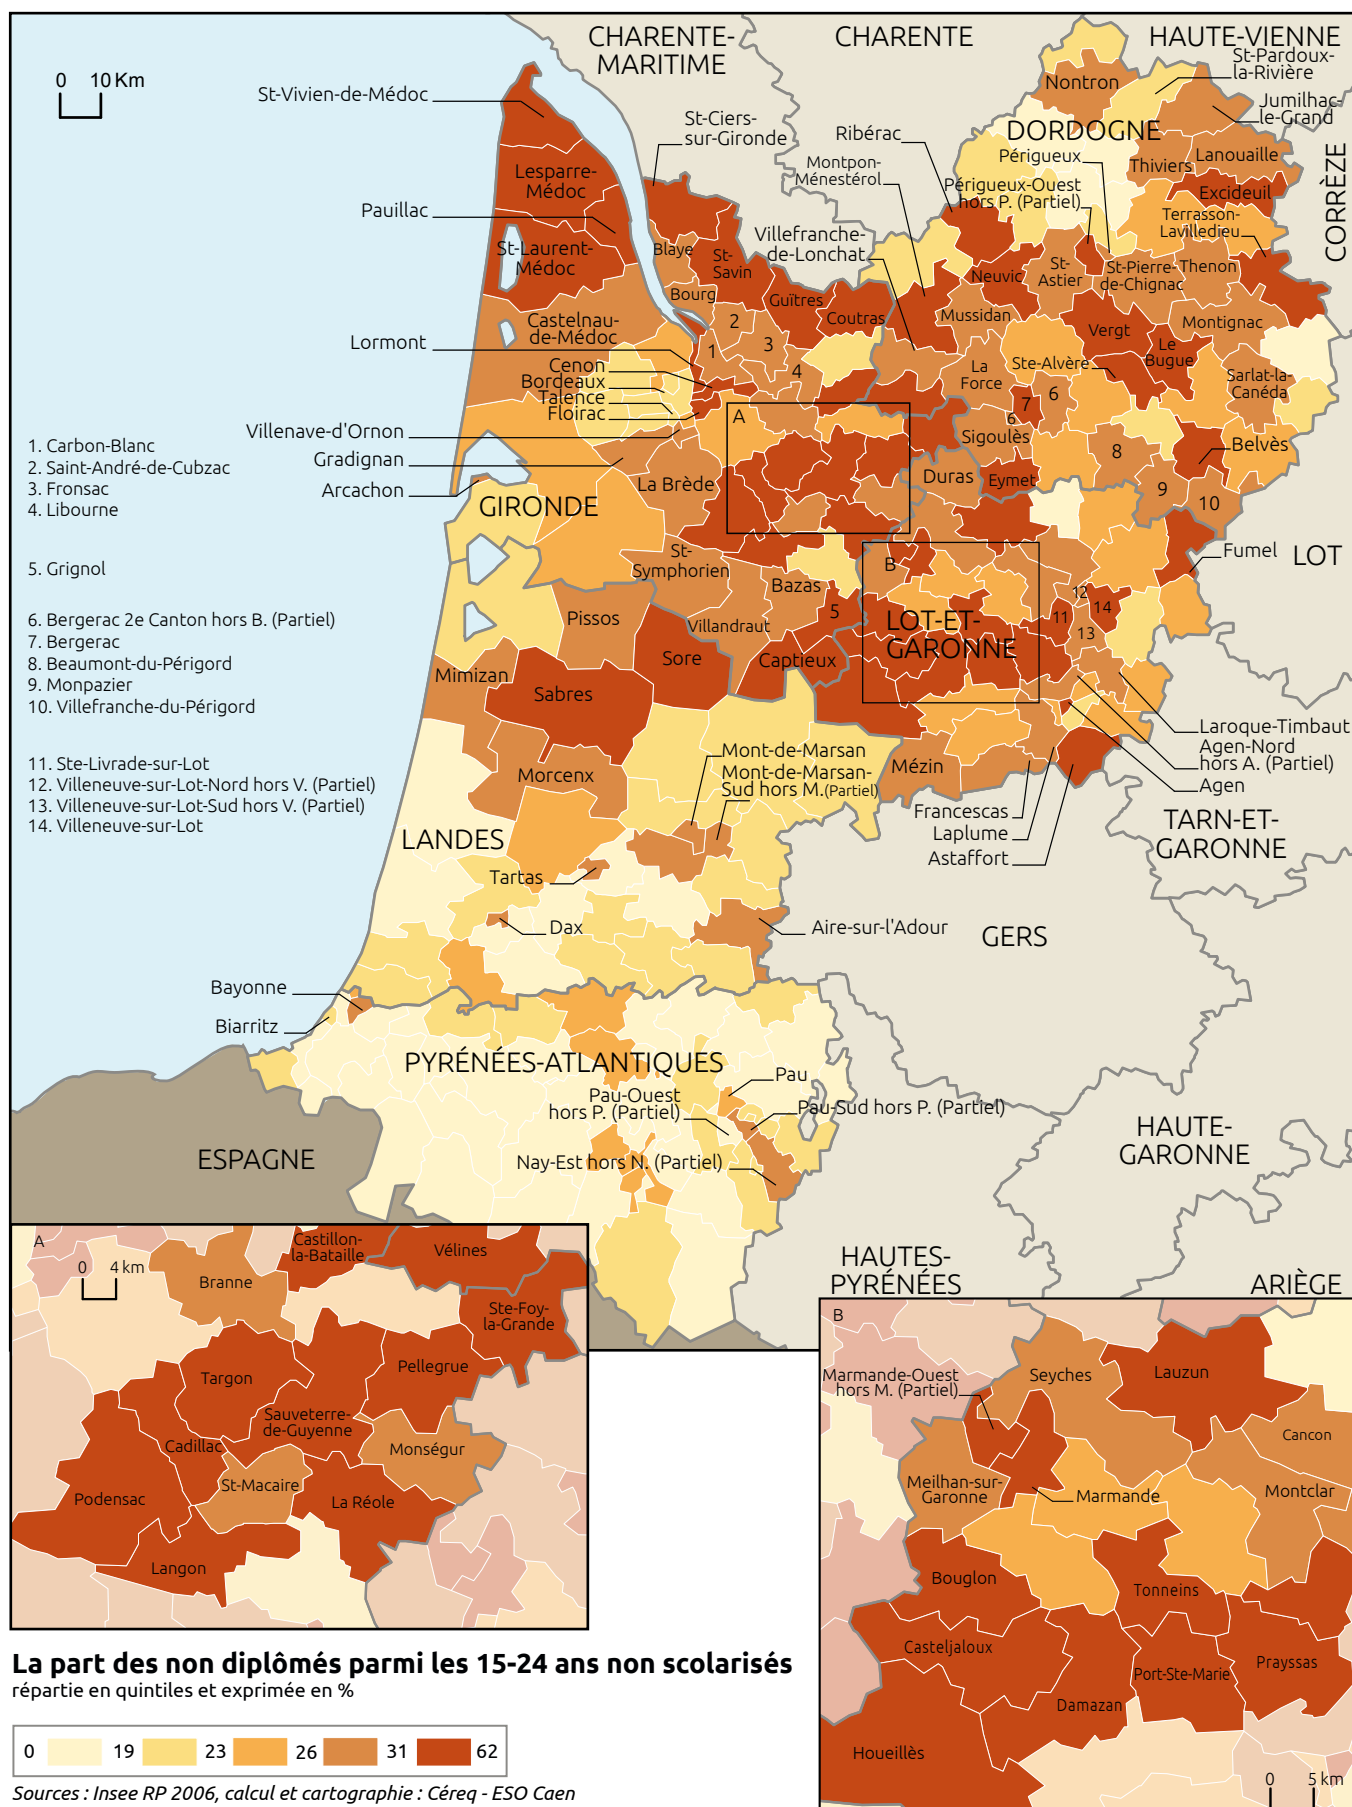 CHARENTE-
MARITIME
CHARENTE
HAUTE-VIENNE
0 10 Km
St-Vivien-de-Médoc
St-Ciers-
sur-Gironde
Ribérac
Nontron
St-Pardoux-
la-Rivière
Jumilhac-
le-Grand
DORDOGNE
Périgueux
Thiviers
Lanouaille
CORRÈZE
Montpon-
Ménestérol
Périgueux-Ouest
hors P. (Partiel)
Excideuil
Terrasson-
Lavilledieu
Lesparre-
Médoc
Pauillac
St-Laurent-
Médoc
Blaye
St-
Savin
Villefranche-
de-Lonchat
Neuvic
St-
Astier
St-Pierre-
de-Chignac
Thenon
Bourg
Guîtres
Coutras
Mussidan
Vergt
Montignac
Castelnau-
de-Médoc
2
3
1
4
Le
Bugue
Lormont
Cenon
Bordeaux
Talence
Floirac
La
Force
Ste-Alvère
Sarlat-la-
Canéda
6
7
6
Villenave-d'Ornon
Gradignan
Arcachon
A
Sigoulès
8
Belvès
La Brède
Duras
Eymet
9
10
GIRONDE
1. Carbon-Blanc
2. Saint-André-de-Cubzac
3. Fronsac
4. Libourne
5. Grignol
6. Bergerac 2e Canton hors B. (Partiel)
7. Bergerac
8. Beaumont-du-Périgord
9. Monpazier
10. Villefranche-du-Périgord
11. Ste-Livrade-sur-Lot
12. Villeneuve-sur-Lot-Nord hors V. (Partiel)
13. Villeneuve-sur-Lot-Sud hors V. (Partiel)
14. Villeneuve-sur-Lot
St-
Symphorien
B
Fumel
LOT
Bazas
5
12
14
11
13
Pissos
Villandraut
LOT-ET-
GARONNE
Mimizan
Sore
Captieux
Sabres
Laroque-Timbaut
Agen-Nord
hors A. (Partiel)
Agen
Mont-de-Marsan
Mont-de-Marsan-
Sud hors M.(Partiel)
Mézin
Morcenx
Francescas
Laplume
Astaffort
TARN-ET-
GARONNE
LANDES
Tartas
Dax
Aire-sur-l'Adour
GERS
Bayonne
Biarritz
PYRÉNÉES-ATLANTIQUES
Pau
Pau-Ouest
hors P. (Partiel)
Pau-Sud hors P. (Partiel)
Nay-Est hors N. (Partiel)
HAUTE-
GARONNE
ESPAGNE
HAUTES-
PYRÉNÉES
ARIÈGE
A
0 4 km
Castillon-
la-Bataille
Vélines
Branne
Ste-Foy-
la-Grande
Pellegrue
Targon
Sauveterre-
de-Guyenne
Cadillac
Monségur
St-Macaire
Podensac
La Réole
Langon
B
Marmande-Ouest
hors M. (Partiel)
Seyches
Lauzun
Cancon
Meilhan-sur-
Garonne
Marmande
Montclar
Bouglon
Tonneins
Casteljaloux
Port-Ste-Marie
Prayssas
Damazan
Houeillès
0 5 km
La part des non diplômés parmi les 15-24 ans non scolarisés
répartie en quintiles et exprimée en %
0 19 23 26 31 62
Sources : Insee RP 2006, calcul et cartographie : Céreq - ESO Caen